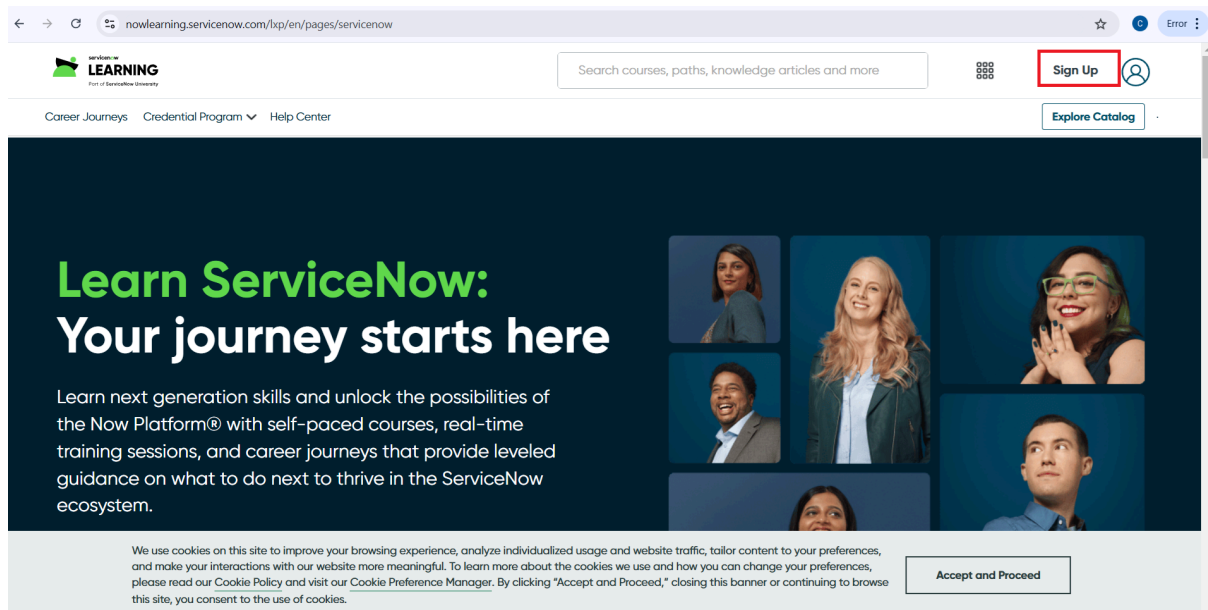 nowlearning.servicenow.com/lxp/en/pages/servicenow
C
Error
servicenow
LEARNING
Part of ServiceNow University
Search courses, paths, knowledge articles and more
Sign Up
Career Journeys Credential Program Help Center
Explore Catalog
Learn ServiceNow:
Your journey starts here
Learn next generation skills and unlock the possibilities of
the Now Platform® with self-paced courses, real-time
training sessions, and career journeys that provide leveled
guidance on what to do next to thrive in the ServiceNow
ecosystem.
We use cookies on this site to improve your browsing experience, analyze individualized usage and website traffic, tailor content to your preferences,
and make your interactions with our website more meaningful. To learn more about the cookies we use and how you can change your preferences,
please read our Cookie Policy and visit our Cookie Preference Manager. By clicking "Accept and Proceed," closing this banner or continuing to browse
this site, you consent to the use of cookies.
Accept and Proceed